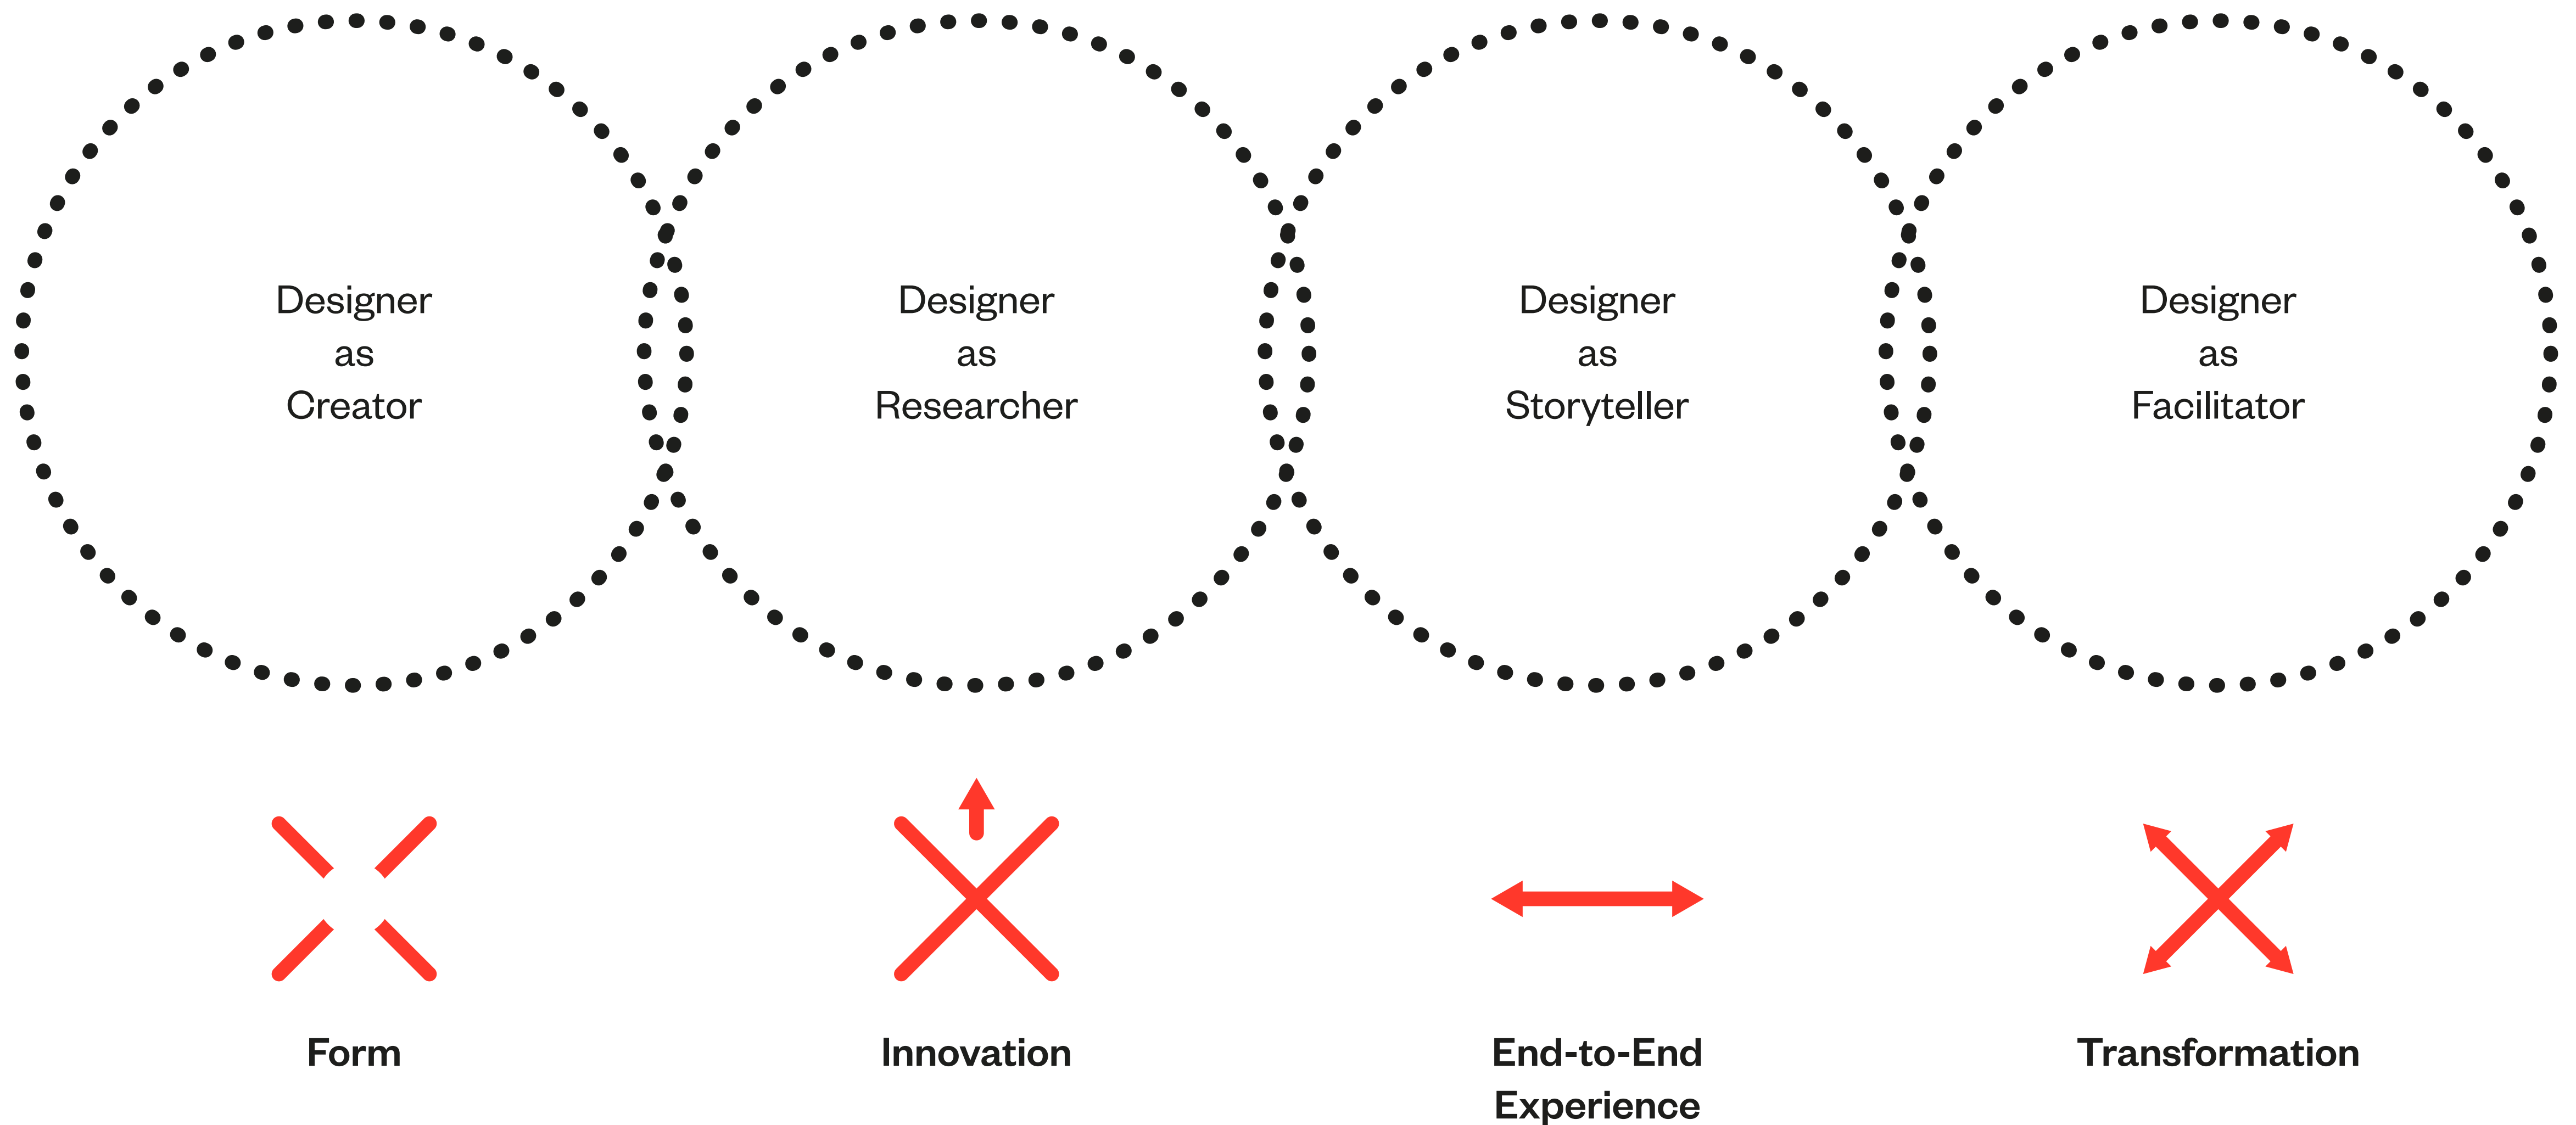 Designer
as
Creator
Designer
as
Researcher
Designer
as
Storyteller
Designer
as
Facilitator
Form
Innovation
End-to-End
Experience
Transformation